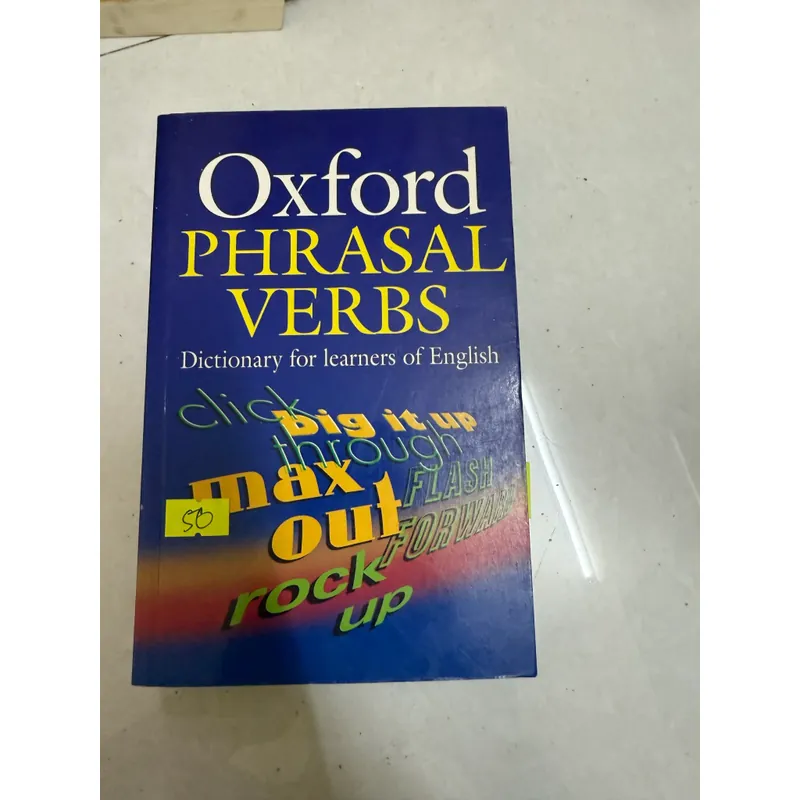 Oxford
PHRASAL
VERBS
Dictionary for learners of English
click
big it up
through
max
FLASH
out
FORWARD
50
rock
up